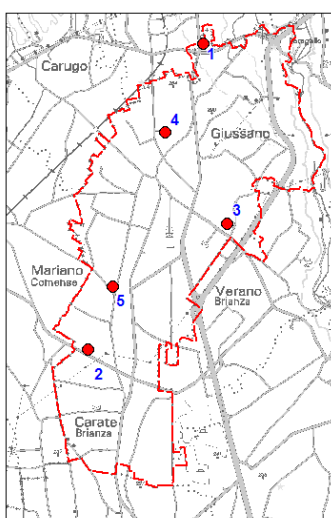 1
Carugo
4
Giussano
3
Mariano
Comense
5
Verano
Brianza
2
Carate
Brianza